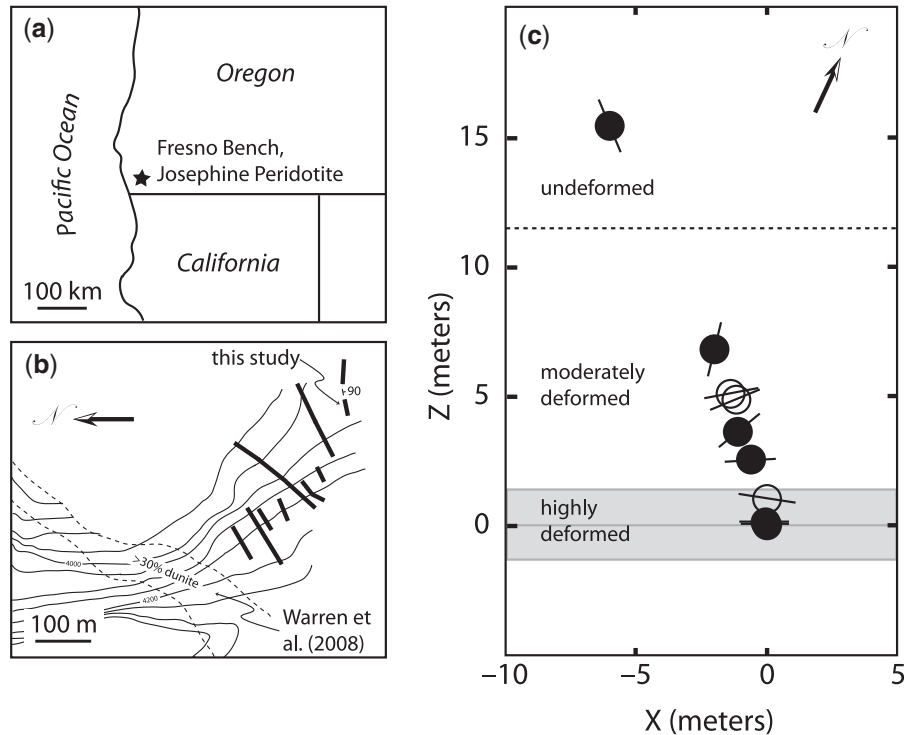 (a)
Oregon
Pacific Ocean
Fresno Bench,
Josephine Peridotite
California
100 km
(b)
this study
90
N
4000
>30% dunite
4200
Warren et
al. (2008)
100 m
(c)
N
15
undeformed
10
Z (meters)
moderately
deformed
5
highly
deformed
0
−10
−5
0
5
X (meters)